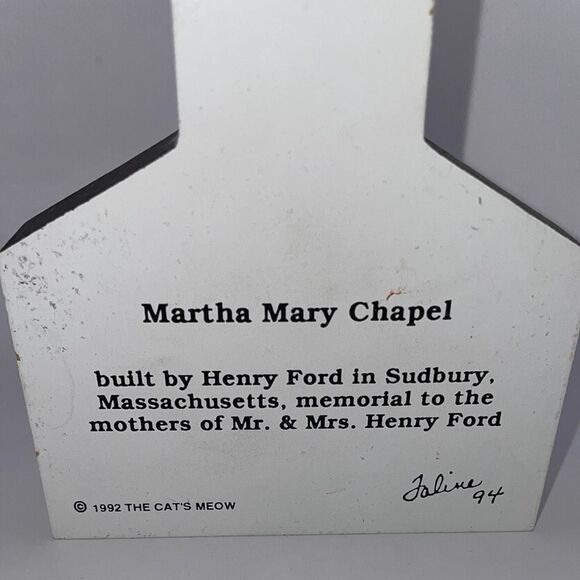 Martha Mary Chapel
built by Henry Ford in Sudbury,
Massachusetts, memorial to the
mothers of Mr. & Mrs. Henry Ford
Faline
94
© 1992 THE CAT'S MEOW